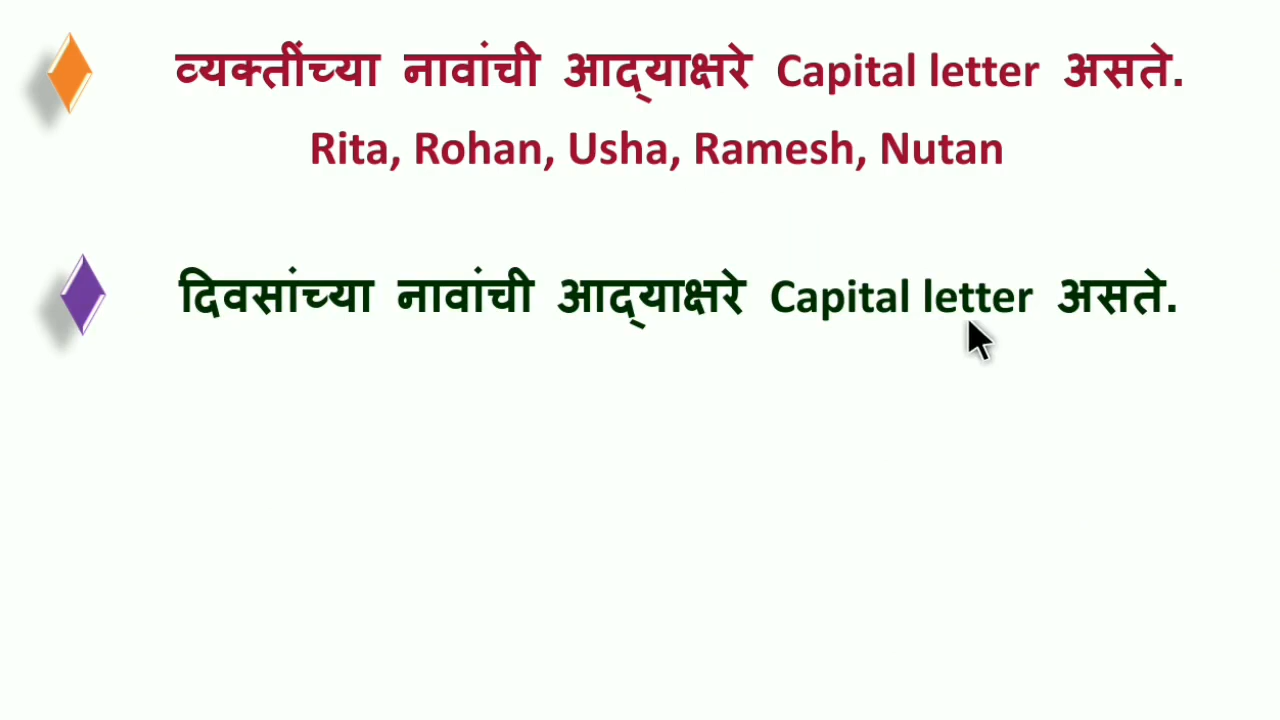 व्यक्तींच्या नावांची आद्याक्षरे Capital letter असते.
Rita, Rohan, Usha, Ramesh, Nutan
दिवसांच्या नावांची आद्याक्षरे Capital letter असते.